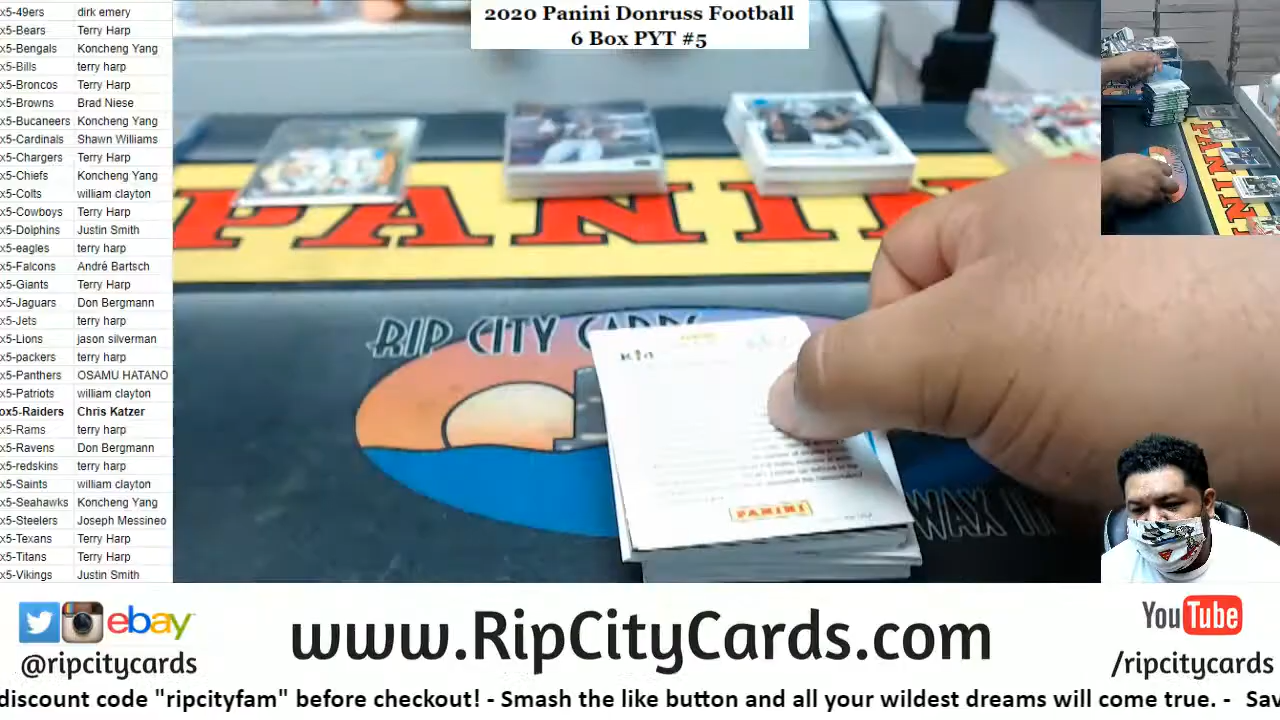 2020 Panini Donruss Football
6 Box PYT #5
x5-49ers dirk emery
x5-Bears Terry Harp
x5-Bengals Koncheng Yang
x5-Bills terry harp
x5-Broncos Terry Harp
x5-Browns Brad Niese
x5-Bucaneers Koncheng Yang
x5-Cardinals Shawn Williams
x5-Chargers Terry Harp
x5-Chiefs Koncheng Yang
x5-Colts william clayton
x5-Cowboys Terry Harp
x5-Dolphins Justin Smith
x5-eagles terry harp
x5-Falcons André Bartsch
x5-Giants Terry Harp
x5-Jaguars Don Bergmann
x5-Jets terry harp
x5-Lions jason silverman
x5-packers terry harp
x5-Panthers OSAMU HATANO
x5-Patriots william clayton
ox5-Raiders Chris Katzer
x5-Rams terry harp
x5-Ravens Don Bergmann
x5-redskins terry harp
x5-Saints william clayton
x5-Seahawks Koncheng Yang
x5-Steelers Joseph Messineo
x5-Texans Terry Harp
x5-Titans Terry Harp
x5-Vikings Justin Smith
PANINI
RIP CITY CARDS
PANINI
WAX
ebay
@ripcitycards
www.RipCityCards.com
YouTube
/ripcitycards
discount code "ripcityfam" before checkout! - Smash the like button and all your wildest dreams will come true. - Sav